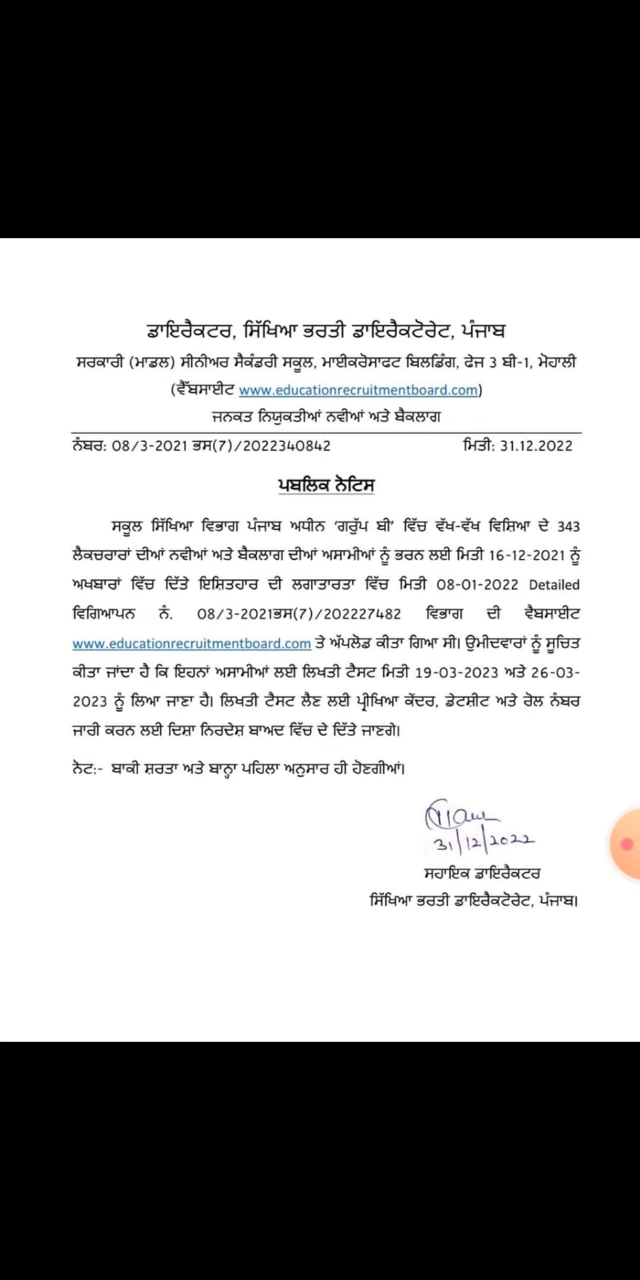 ਡਾਇਰੈਕਟਰ, ਸਿੱਖਿਆ ਭਰਤੀ ਡਾਇਰੈਕਟੋਰੇਟ, ਪੰਜਾਬ
ਸਰਕਾਰੀ (ਮਾਡਲ) ਸੀਨੀਅਰ ਸੈਕੰਡਰੀ ਸਕੂਲ, ਮਾਈਕਰੋਸਾਫਟ ਬਿਲਡਿੰਗ, ਫੇਜ 3 ਬੀ-1, ਮੋਹਾਲੀ
(ਵੈੱਬਸਾਈਟ www.educationrecruitmentboard.com)
ਜਨਕਤ ਨਿਯੁਕਤੀਆਂ ਨਵੀਆਂ ਅਤੇ ਬੈਕਲਾਗ
ਨੰਬਰ: 08/3-2021 ਭਸ(7)/2022340842 ਮਿਤੀ: 31.12.2022
ਪਬਲਿਕ ਨੋਟਿਸ
ਸਕੂਲ ਸਿੱਖਿਆ ਵਿਭਾਗ ਪੰਜਾਬ ਅਧੀਨ 'ਗਰੁੱਪ ਬੀ' ਵਿੱਚ ਵੱਖ-ਵੱਖ ਵਿਸ਼ਿਆ ਦੇ 343
ਲੈਕਚਰਾਰਾਂ ਦੀਆਂ ਨਵੀਆਂ ਅਤੇ ਬੈਕਲਾਗ ਦੀਆਂ ਅਸਾਮੀਆਂ ਨੂੰ ਭਰਨ ਲਈ ਮਿਤੀ 16-12-2021 ਨੂੰ
ਅਖਬਾਰਾਂ ਵਿੱਚ ਦਿੱਤੇ ਇਸ਼ਤਿਹਾਰ ਦੀ ਲਗਾਤਾਰਤਾ ਵਿੱਚ ਮਿਤੀ 08-01-2022 Detailed
ਵਿਗਿਆਪਨ ਨੰ. 08/3-2021ਭਸ(7)/202227482 ਵਿਭਾਗ ਦੀ ਵੈਬਸਾਈਟ
www.educationrecruitmentboard.com ਤੇ ਅੱਪਲੋਡ ਕੀਤਾ ਗਿਆ ਸੀ। ਉਮੀਦਵਾਰਾਂ ਨੂੰ ਸੂਚਿਤ
ਕੀਤਾ ਜਾਂਦਾ ਹੈ ਕਿ ਇਹਨਾਂ ਅਸਾਮੀਆਂ ਲਈ ਲਿਖਤੀ ਟੈਸਟ ਮਿਤੀ 19-03-2023 ਅਤੇ 26-03-
2023 ਨੂੰ ਲਿਆ ਜਾਣਾ ਹੈ। ਲਿਖਤੀ ਟੈਸਟ ਲੈਣ ਲਈ ਪ੍ਰੀਖਿਆ ਕੇਂਦਰ, ਡੇਟਸ਼ੀਟ ਅਤੇ ਰੋਲ ਨੰਬਰ
ਜਾਰੀ ਕਰਨ ਲਈ ਦਿਸ਼ਾ ਨਿਰਦੇਸ਼ ਬਾਅਦ ਵਿੱਚ ਦੇ ਦਿੱਤੇ ਜਾਣਗੇ।
ਨੋਟ:- ਬਾਕੀ ਸ਼ਰਤਾ ਅਤੇ ਬਾਨ੍ਹਾ ਪਹਿਲਾ ਅਨੁਸਾਰ ਹੀ ਹੋਣਗੀਆਂ।
31/12/2022
ਸਹਾਇਕ ਡਾਇਰੈਕਟਰ
ਸਿੱਖਿਆ ਭਰਤੀ ਡਾਇਰੈਕਟੋਰੇਟ, ਪੰਜਾਬ।